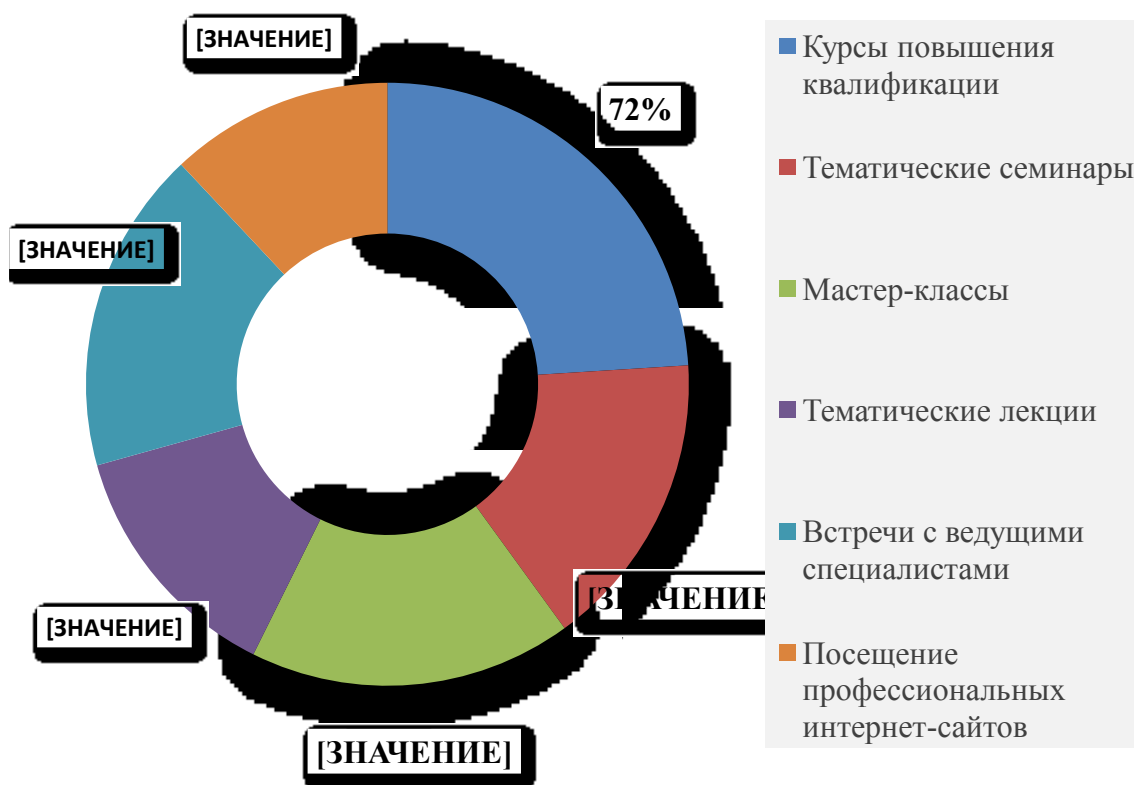 [ЗНАЧЕНИЕ]
72%
[ЗНАЧЕНИЕ]
[ЗНАЧЕНИЕ]
[ЗНАЧЕНИЕ]
[ЗНАЧЕНИЕ
Курсы повышения
квалификации
Тематические семинары
Мастер-классы
Тематические лекции
Встречи с ведущими
специалистами
Посещение
профессиональных
интернет-сайтов